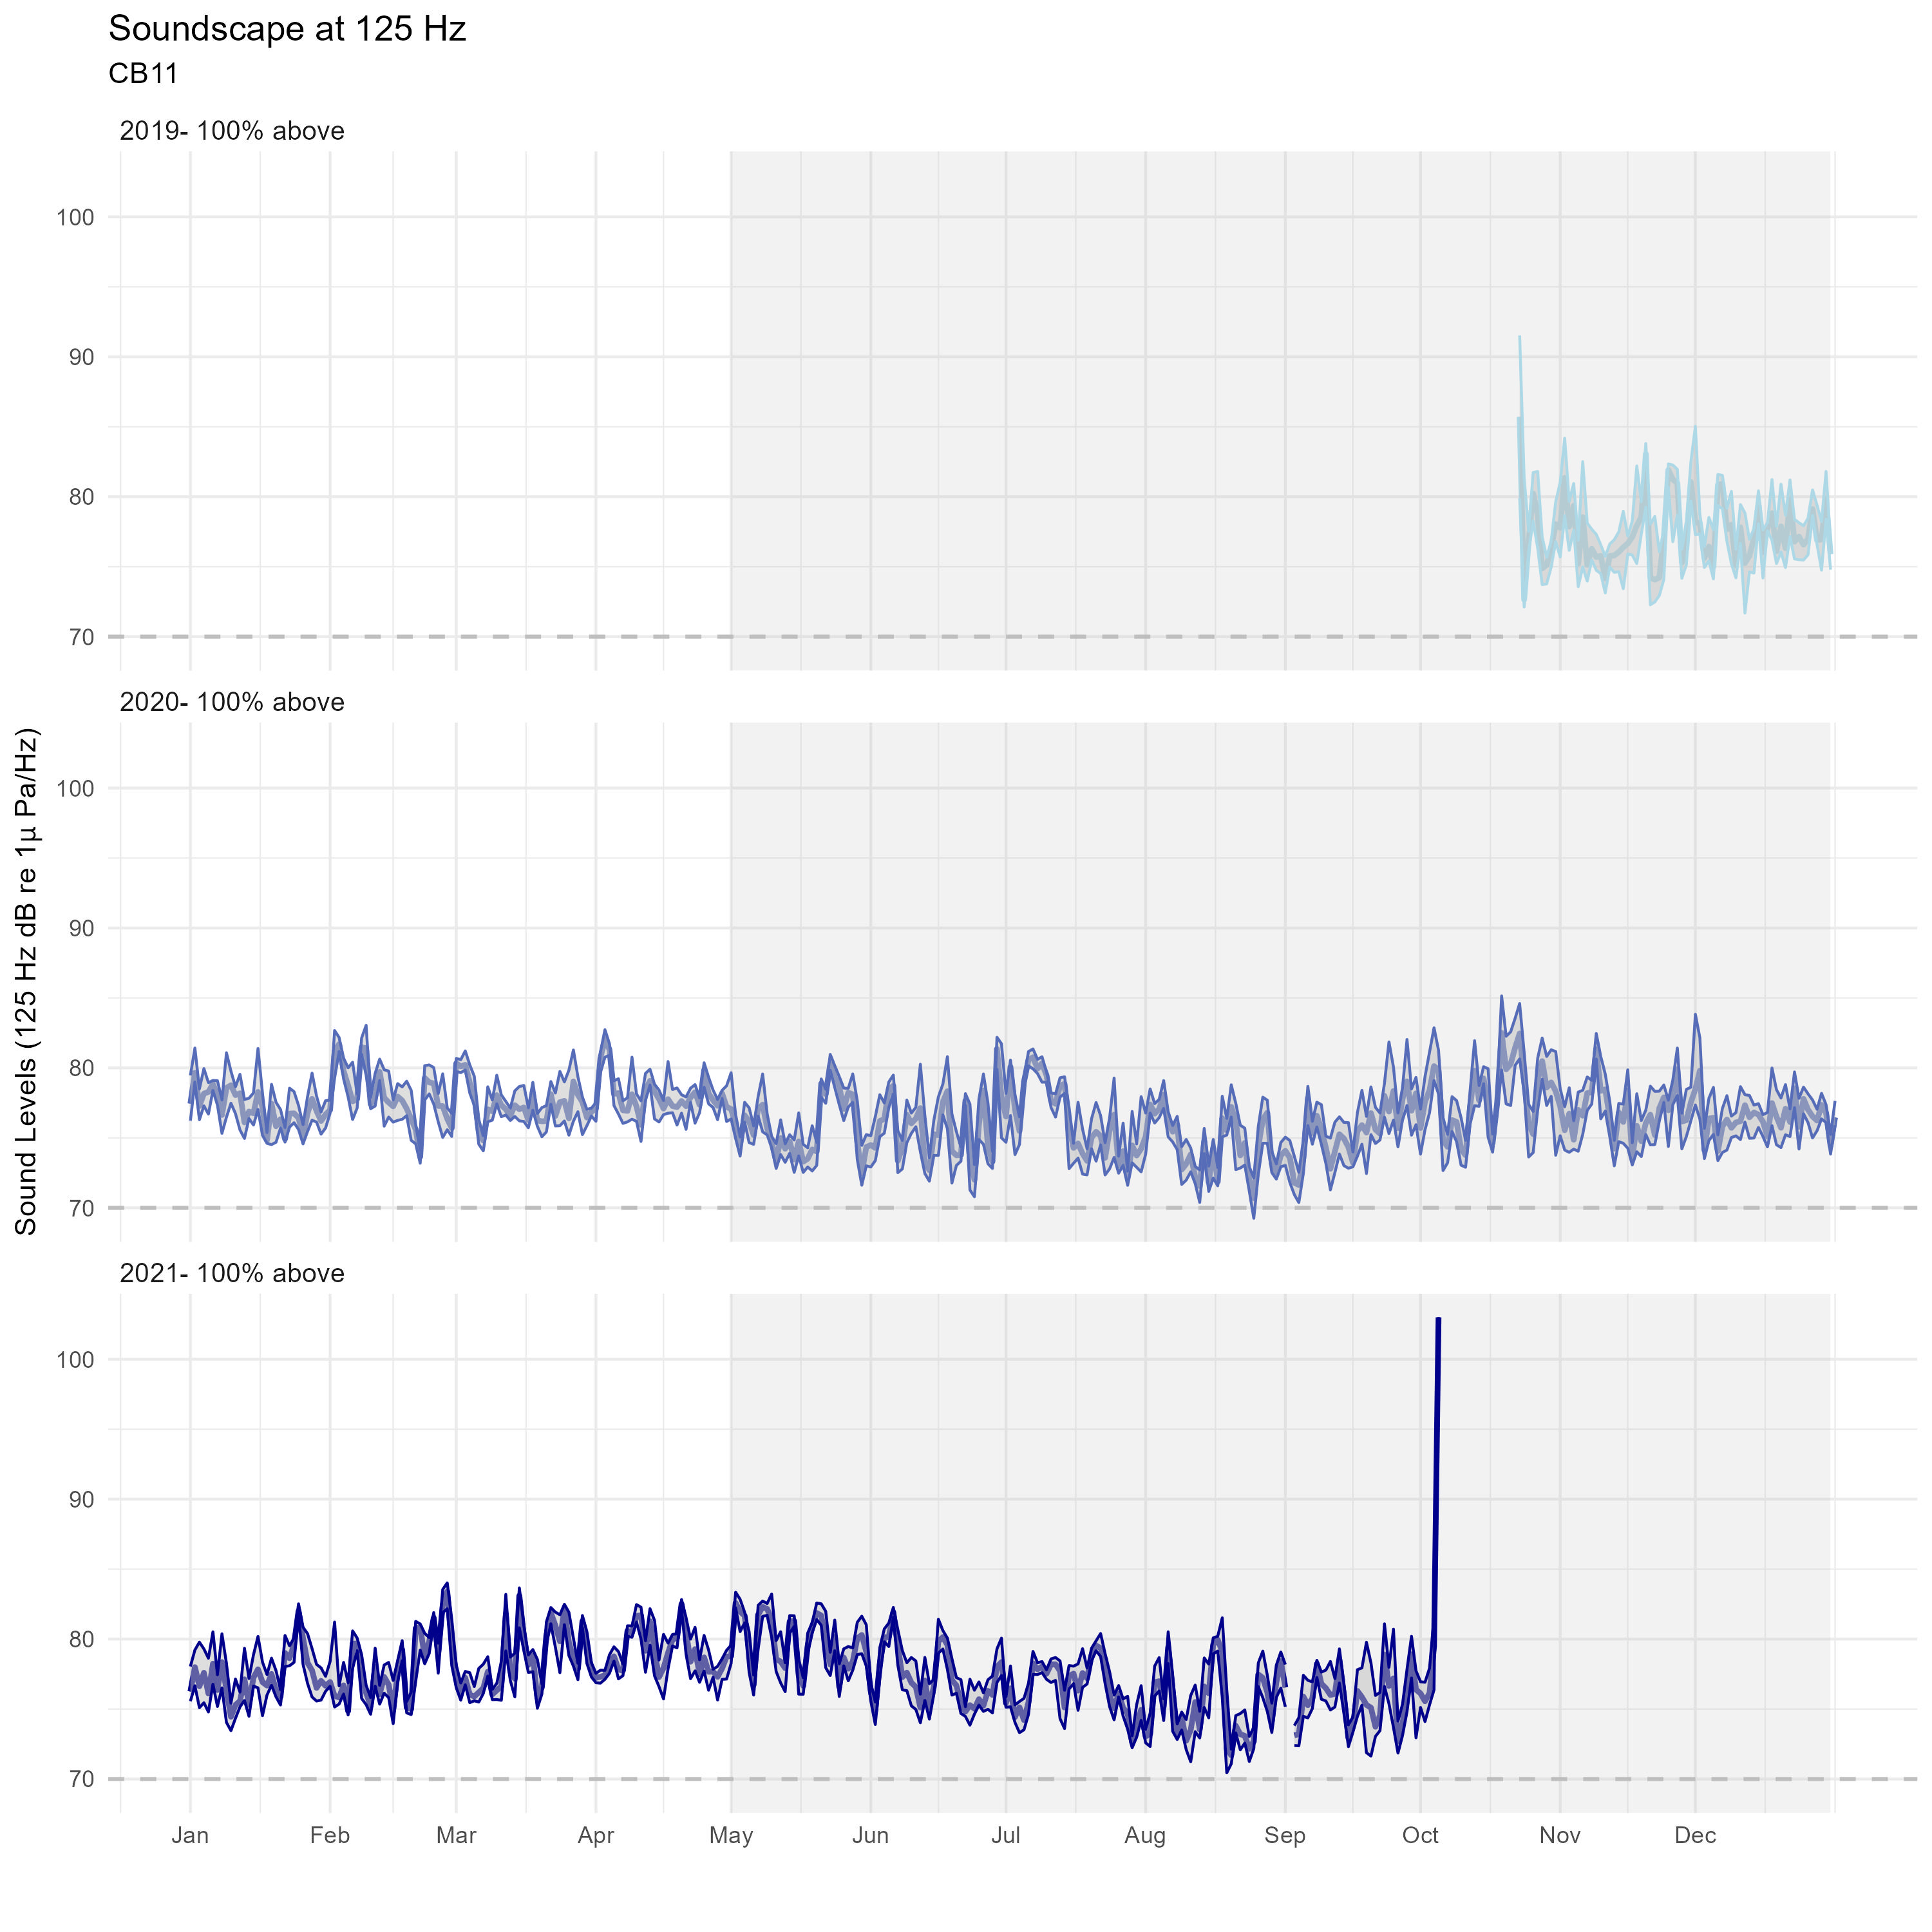 Soundscape at 125 Hz
CB11
2019- 100% above
100
90
80
70
2020- 100% above
100
90
80
70
Sound Levels (125 Hz dB re 1µ Pa/Hz)
2021- 100% above
100
90
80
70
Jan Feb Mar Apr May Jun Jul Aug Sep Oct Nov Dec